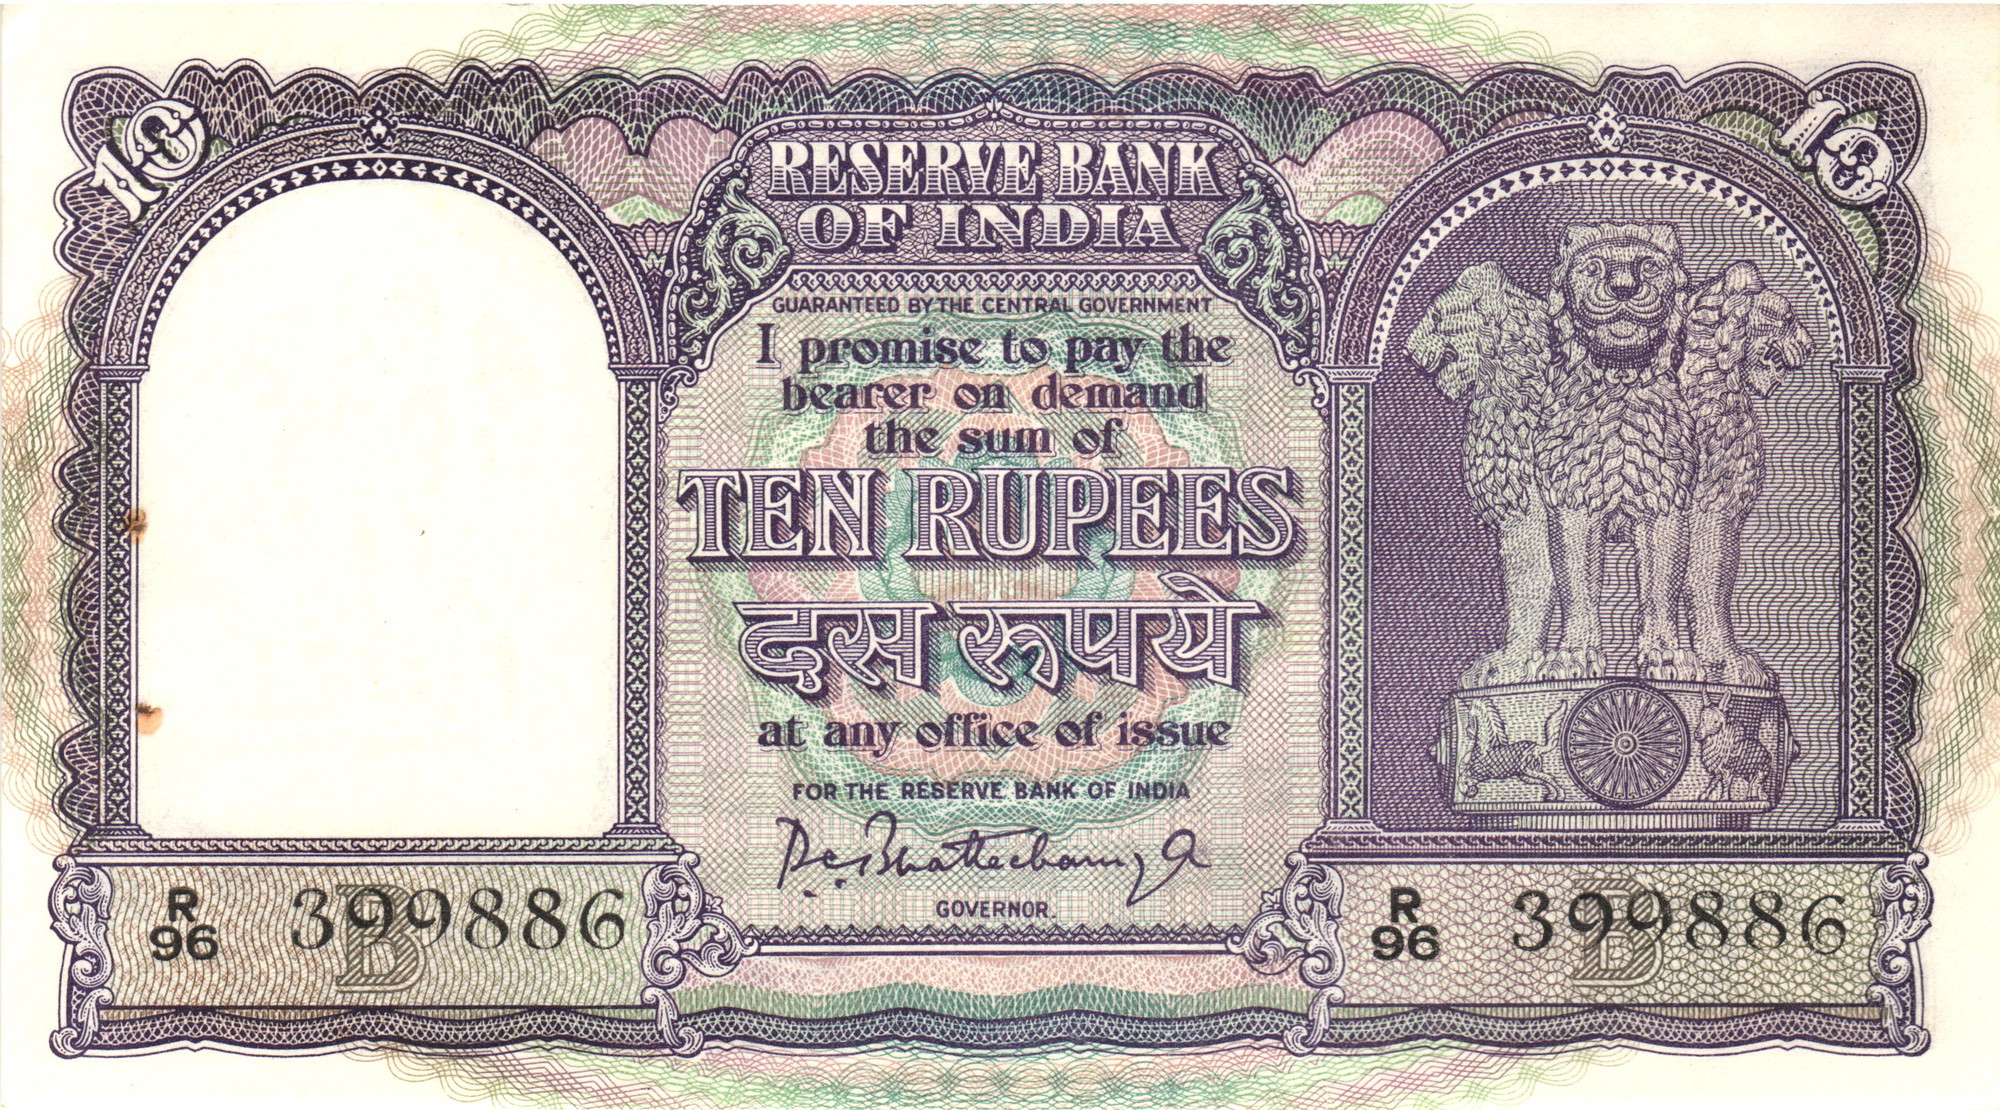 10
10
RESERVE BANK
OF INDIA
GUARANTEED BY THE CENTRAL GOVERNMENT
I promise to pay the
bearer on demand
the sum of
TEN RUPEES
दस रुपये
at any office of issue
FOR THE RESERVE BANK OF INDIA
P. C. Bhattacharyya
GOVERNOR.
R
96
B
399886
R
96
B
399886